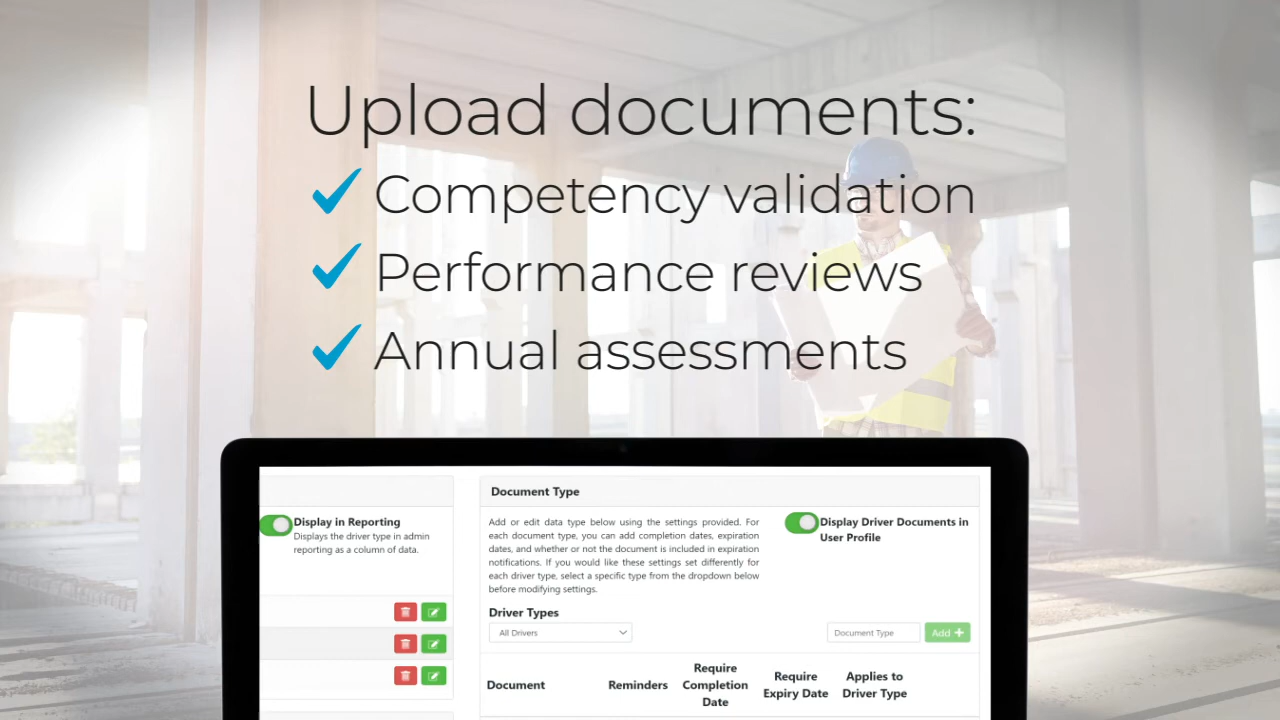 Upload documents:
Competency validation
Performance reviews
Annual assessments
Display in Reporting
Displays the driver type in admin
reporting as a column of data.
Document Type
Add or edit data type below using the settings provided. For
each document type, you can add completion dates, expiration
dates, and whether or not the document is included in expiration
notifications. If you would like these settings set differently for
each driver type, select a specific type from the dropdown below
before modifying settings.
Display Driver Documents in
User Profile
Driver Types
All Drivers
Document Type
Add
Document
Reminders
Require
Completion
Date
Require
Expiry Date
Applies to
Driver Type